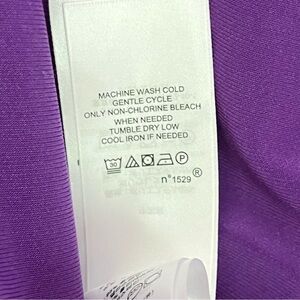 MACHINE WASH COLD
GENTLE CYCLE
ONLY NON-CHLORINE BLEACH
WHEN NEEDED
TUMBLE DRY LOW
COOL IRON IF NEEDED
30 P
n°1529 ®